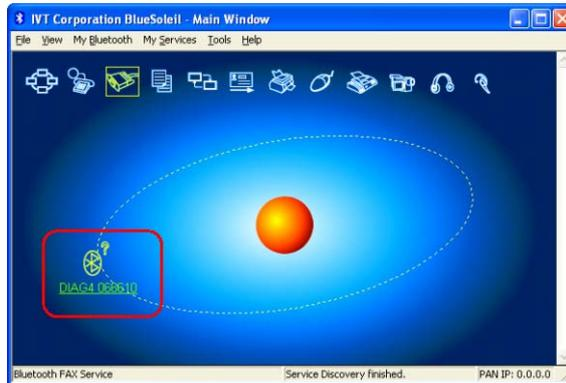 IVT Corporation BlueSoleil - Main Window
File View My Bluetooth My Services Tools Help
?
DIAG4 068610
Bluetooth FAX Service Service Discovery finished. PAN IP: 0.0.0.0